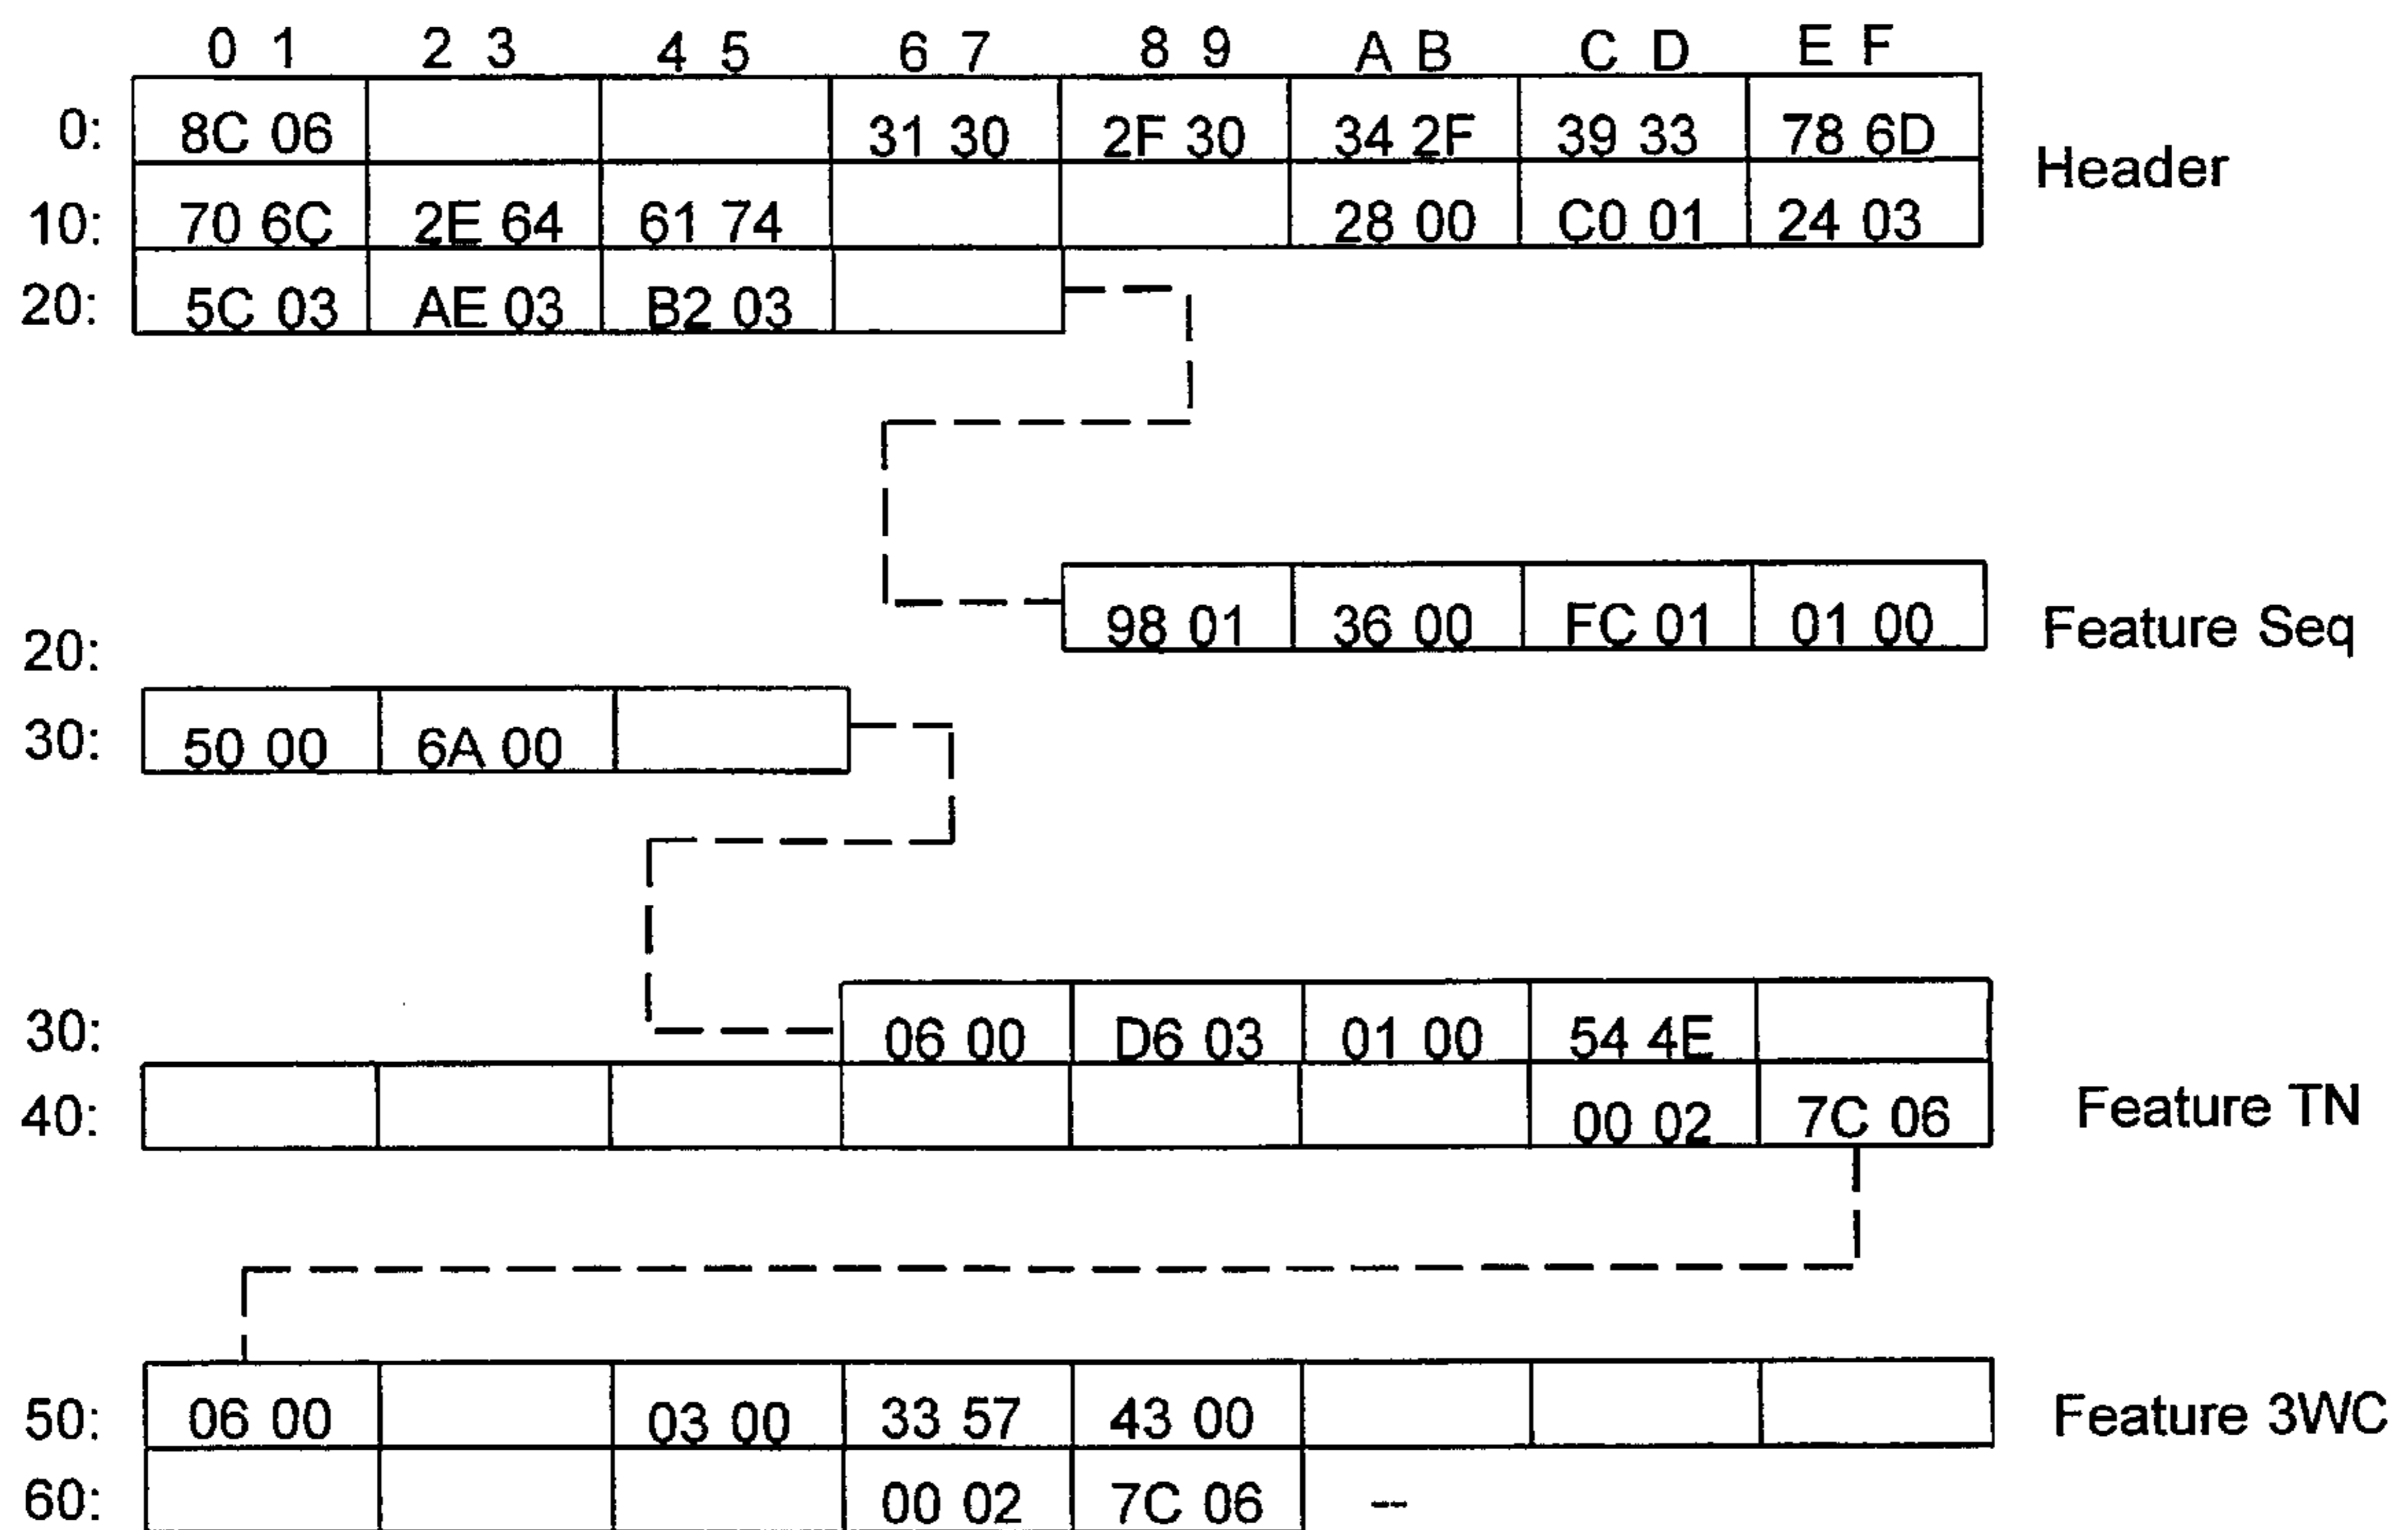 0 1 2 3 4 5 6 7 8 9 A B C D E F
0: 8C 06 31 30 2F 30 34 2F 39 33 78 6D
Header
10: 70 6C 2E 64 61 74 28 00 C0 01 24 03
20: 5C 03 AE 03 B2 03
20: 98 01 36 00 FC 01 01 00 Feature Seq
30: 50 00 6A 00
30: 06 00 D6 03 01 00 54 4E
40: 00 02 7C 06 Feature TN
50: 06 00 03 00 33 57 43 00 Feature 3WC
60: 00 02 7C 06 --